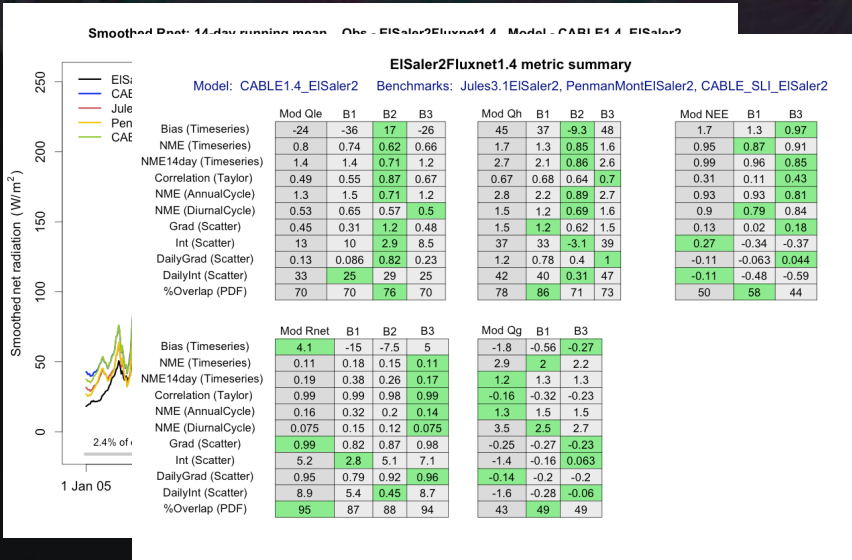 Smoothed Rnet: 14-day running mean. Obs - ElSaler2Fluxnet1.4 Model - CABLE1.4_ElSaler2
Smoothed net radiation (W/m²)
250
200
150
100
50
0
ElSa
CAB
Jule
Pen
CAB
2.4% of
1 Jan 05
ElSaler2Fluxnet1.4 metric summary
Model: CABLE1.4_ElSaler2 Benchmarks: Jules3.1ElSaler2, PenmanMontElSaler2, CABLE_SLI_ElSaler2
Mod Qle B1 B2 B3 Mod Qh B1 B2 B3 Mod NEE B1 B3
Bias (Timeseries) -24 -36 17 -26 45 37 -9.3 48 1.7 1.3 0.97
NME (Timeseries) 0.8 0.74 0.62 0.66 1.7 1.3 0.85 1.6 0.95 0.87 0.91
NME14day (Timeseries) 1.4 1.4 0.71 1.2 2.7 2.1 0.86 2.6 0.99 0.96 0.85
Correlation (Taylor) 0.49 0.55 0.87 0.67 0.67 0.68 0.64 0.7 0.31 0.11 0.43
NME (AnnualCycle) 1.3 1.5 0.71 1.2 2.8 2.2 0.89 2.7 0.93 0.93 0.81
NME (DiurnalCycle) 0.53 0.65 0.57 0.5 1.5 1.2 0.69 1.6 0.9 0.79 0.84
Grad (Scatter) 0.45 0.31 1.2 0.48 1.5 1.2 0.62 1.5 0.13 0.02 0.18
Int (Scatter) 13 10 2.9 8.5 37 33 -3.1 39 0.27 -0.34 -0.37
DailyGrad (Scatter) 0.13 0.086 0.82 0.23 1.2 0.78 0.4 1 -0.11 -0.063 0.044
DailyInt (Scatter) 33 25 29 25 42 40 0.31 47 -0.11 -0.48 -0.59
%Overlap (PDF) 70 70 76 70 78 86 71 73 50 58 44
Mod Rnet B1 B2 B3 Mod Qg B1 B3
Bias (Timeseries) 4.1 -15 -7.5 5 -1.8 -0.56 -0.27
NME (Timeseries) 0.11 0.18 0.15 0.11 2.9 2 2.2
NME14day (Timeseries) 0.19 0.38 0.26 0.17 1.2 1.3 1.3
Correlation (Taylor) 0.99 0.99 0.98 0.99 -0.16 -0.32 -0.23
NME (AnnualCycle) 0.16 0.32 0.2 0.14 1.3 1.5 1.5
NME (DiurnalCycle) 0.075 0.15 0.12 0.075 3.5 2.5 2.7
Grad (Scatter) 0.99 0.82 0.87 0.98 -0.25 -0.27 -0.23
Int (Scatter) 5.2 2.8 5.1 7.1 -1.4 -0.16 0.063
DailyGrad (Scatter) 0.95 0.79 0.92 0.96 -0.14 -0.2 -0.2
DailyInt (Scatter) 8.9 5.4 0.45 8.7 -1.6 -0.28 -0.06
%Overlap (PDF) 95 87 88 94 43 49 49